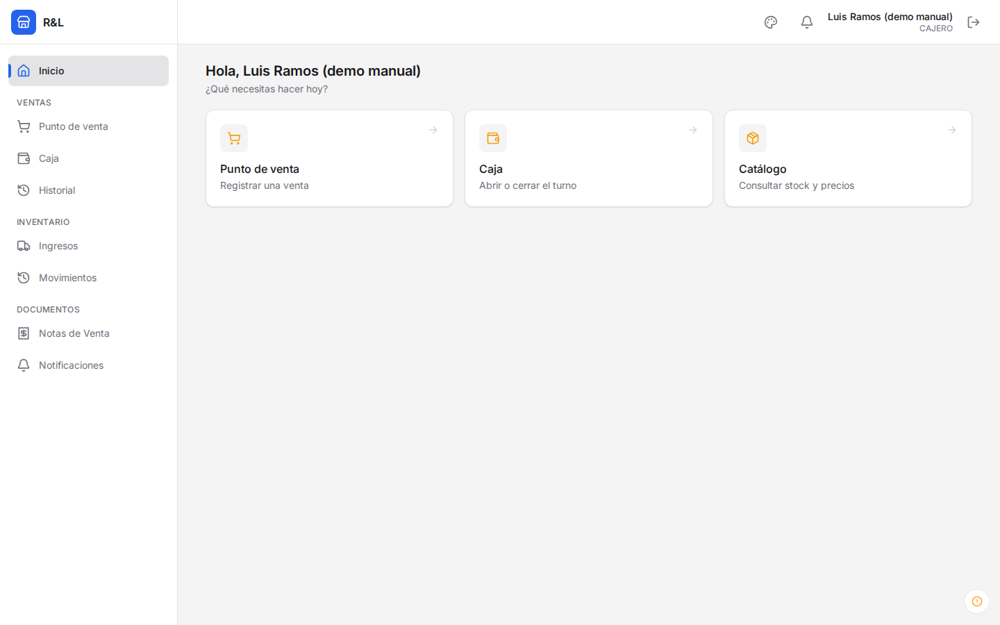 R&L
Luis Ramos (demo manual)
CAJERO
Inicio
VENTAS
Punto de venta
Caja
Historial
INVENTARIO
Ingresos
Movimientos
DOCUMENTOS
Notas de Venta
Notificaciones
Hola, Luis Ramos (demo manual)
¿Qué necesitas hacer hoy?
Punto de venta
Registrar una venta
Caja
Abrir o cerrar el turno
Catálogo
Consultar stock y precios